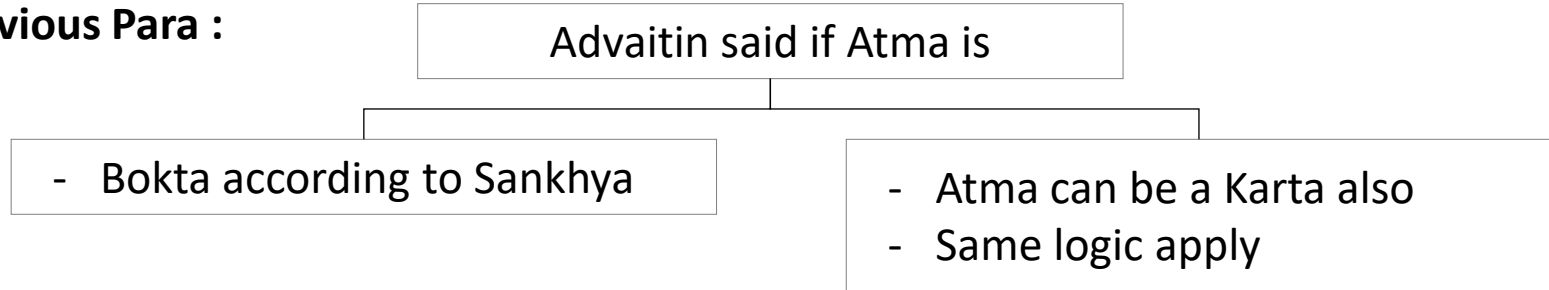 vious Para :
Advaitin said if Atma is
- Bokta according to Sankhya
- Atma can be a Karta also
- Same logic apply